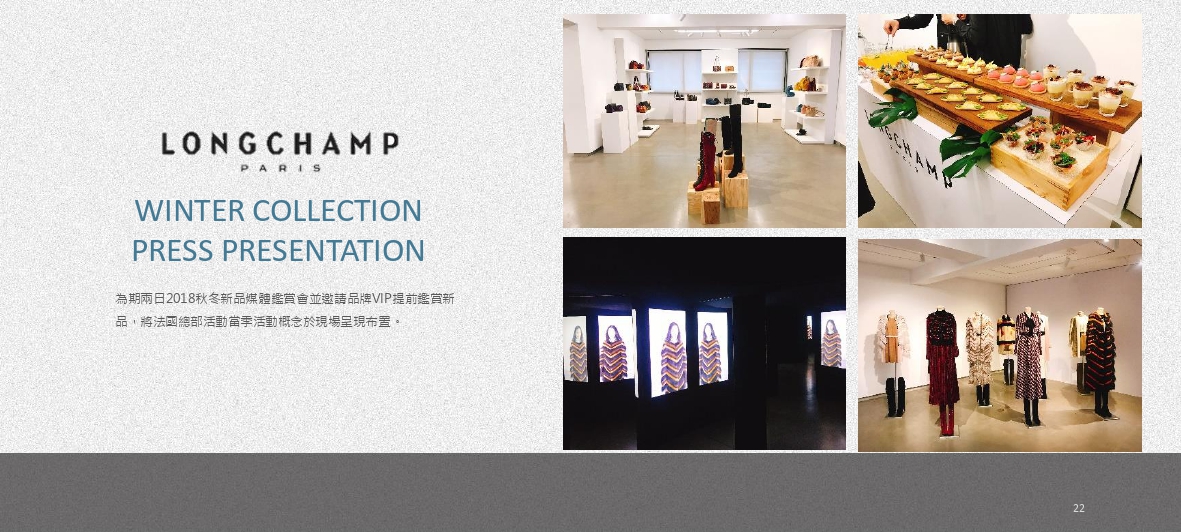 LONGCHAMP
PARIS
WINTER COLLECTION
PRESS PRESENTATION
為期兩日2018秋冬新品媒體鑑賞會並邀請品牌VIP提前鑑賞新
品，將法國總部活動當季活動概念於現場呈現布置。
LONGCHAMP
22